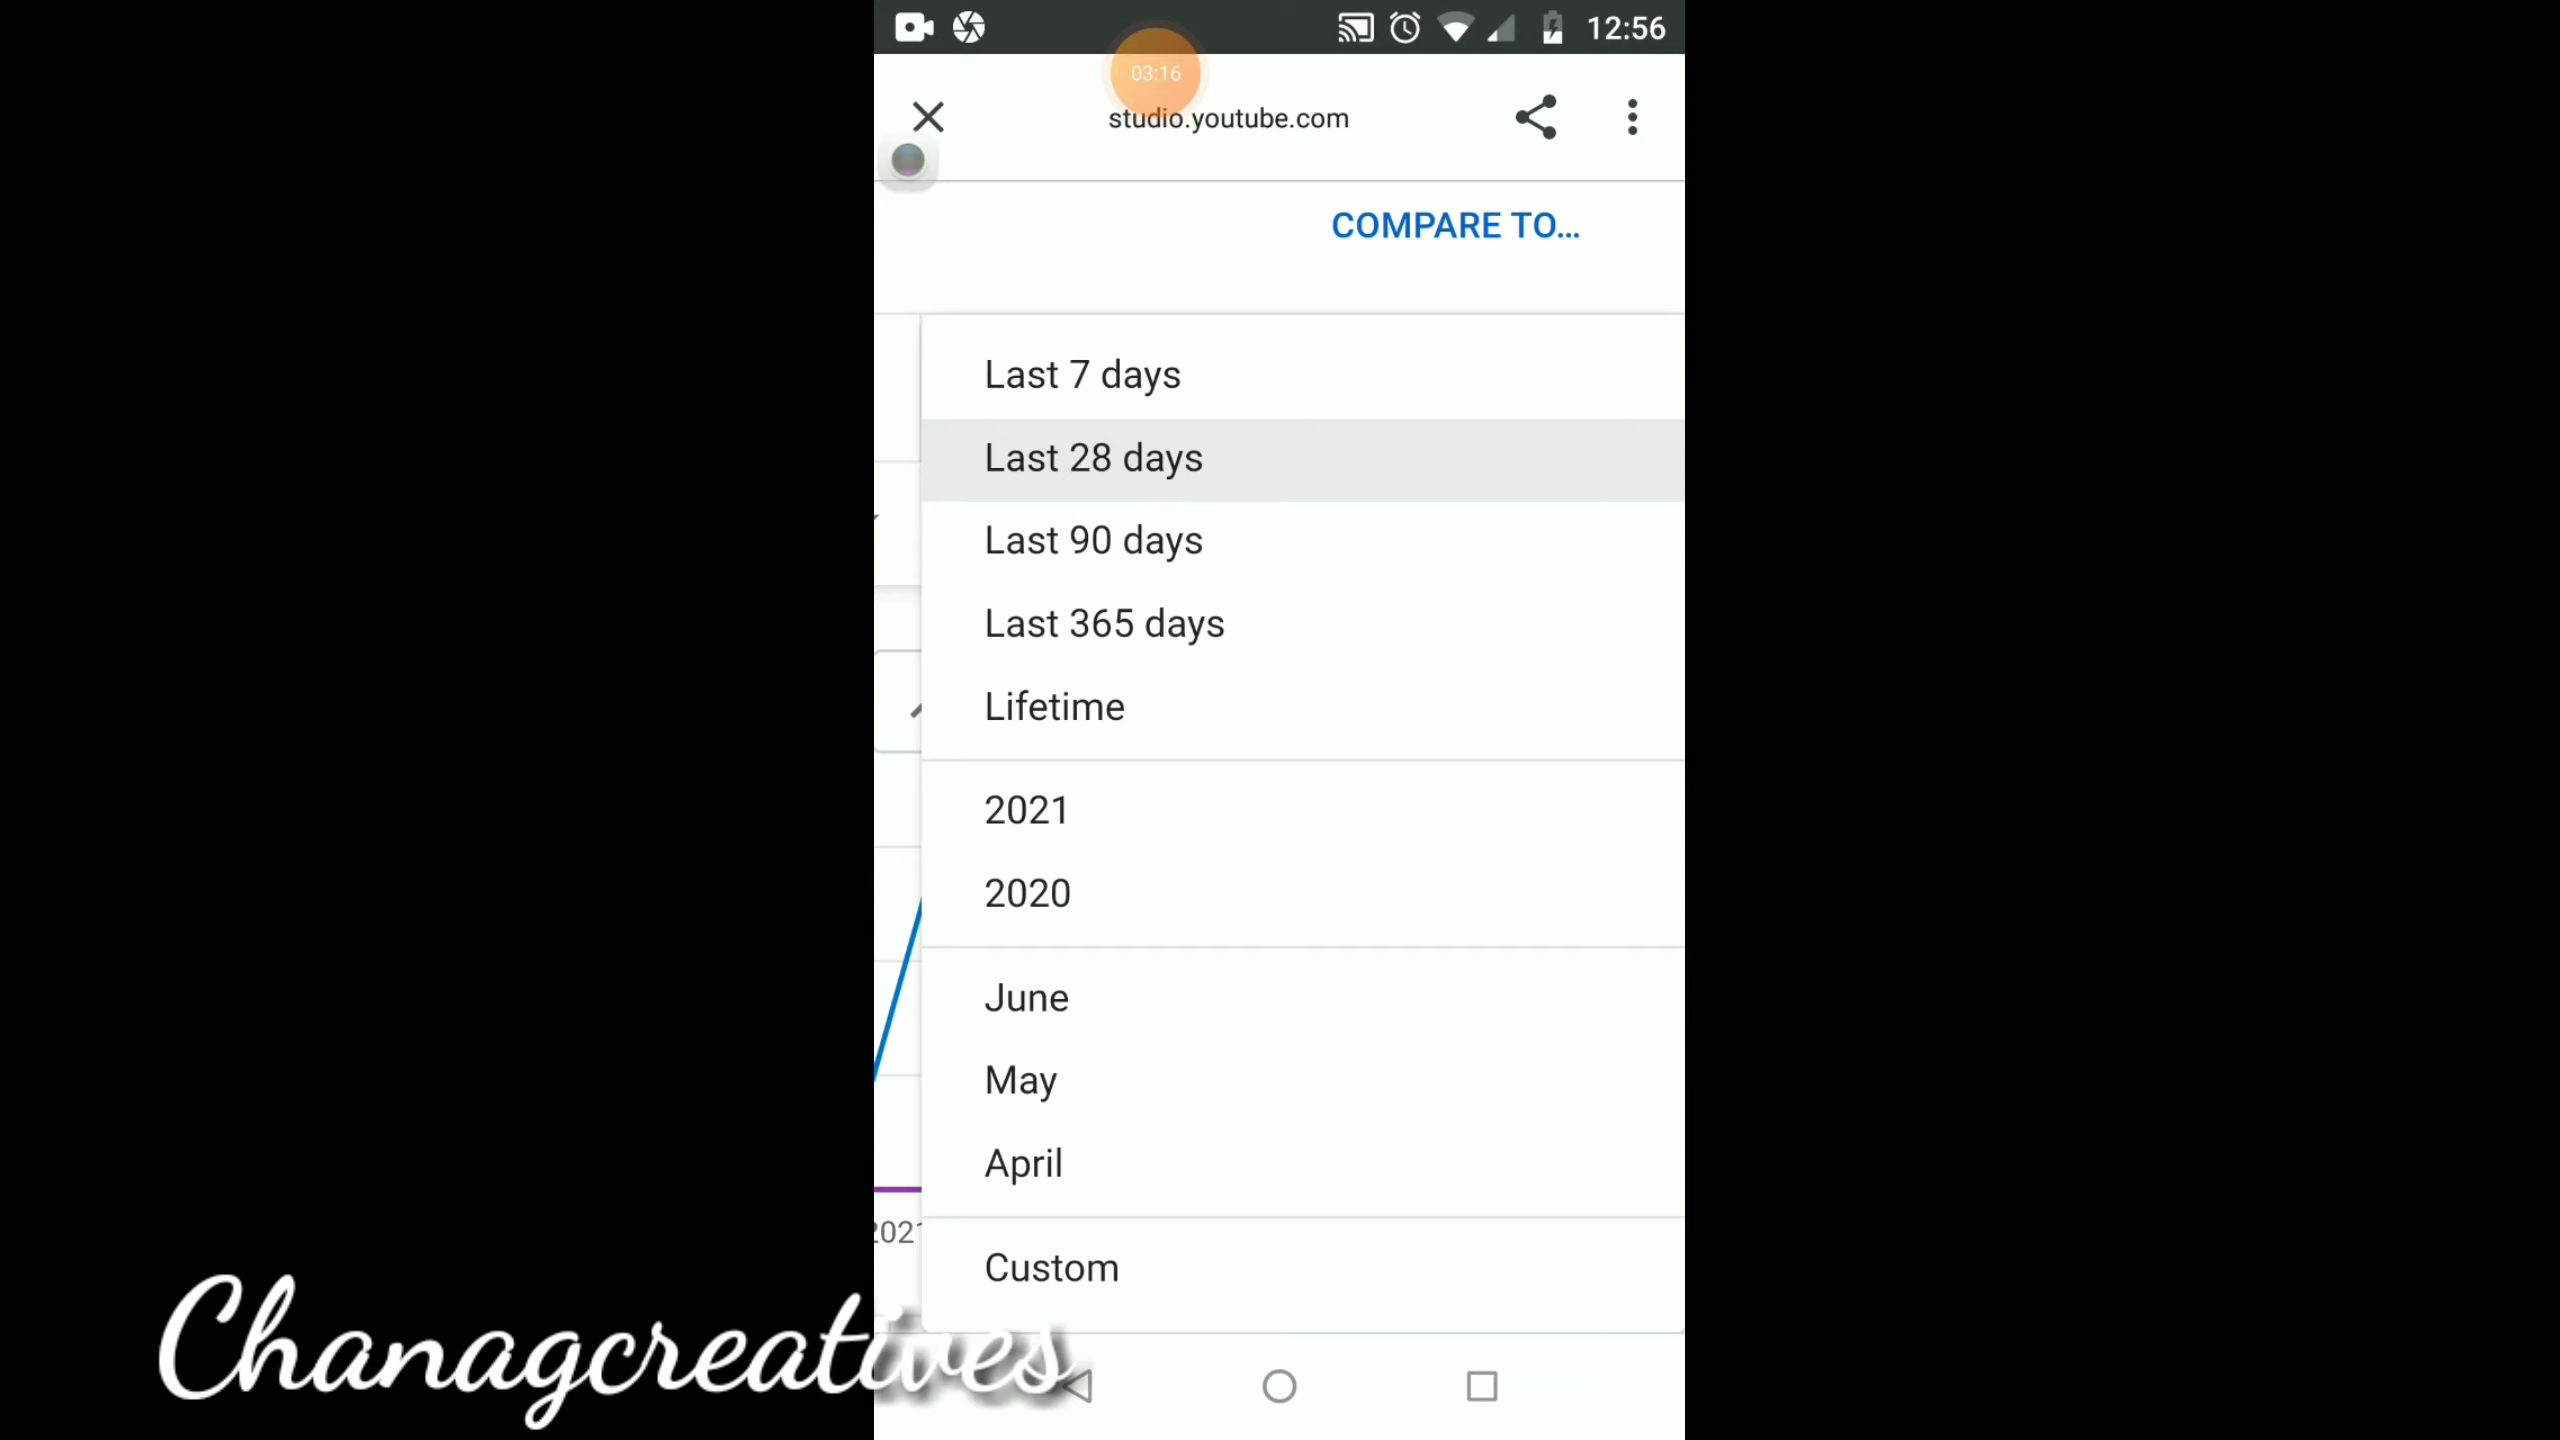 12:56
03:16
studio.youtube.com
COMPARE TO...
Last 7 days
Last 28 days
Last 90 days
Last 365 days
Lifetime
2021
2020
June
May
April
2021
Custom
Chanagcreatives